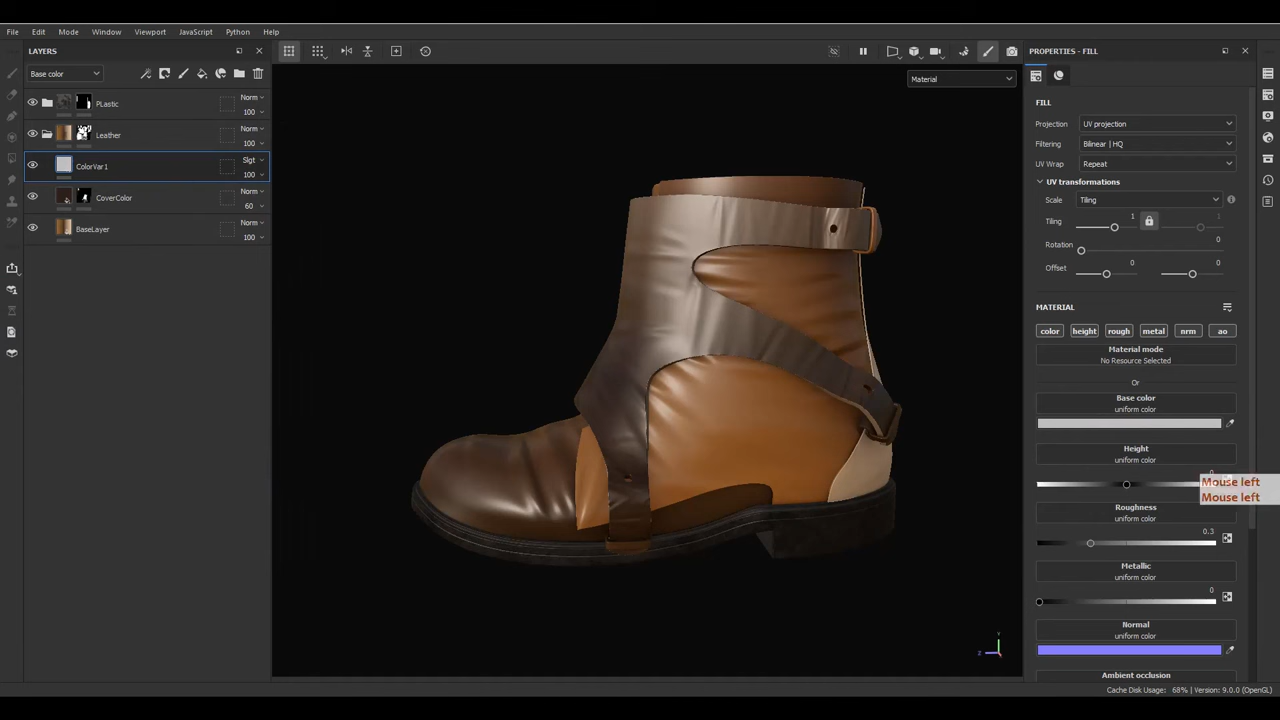 File Edit Mode Window Viewport JavaScript Python Help
LAYERS
Base color
PLastic Norm 100
Leather Norm 100
ColorVar1 Slgt 100
CoverColor Norm 60
BaseLayer Norm 100
Material
PROPERTIES - FILL
FILL
Projection UV projection
Filtering Bilinear | HQ
UV Wrap Repeat
UV transformations
Scale Tiling
Tiling 1 1
Rotation 0
Offset 0 0
MATERIAL
color height rough metal nrm ao
Material mode
No Resource Selected
Or
Base color
uniform color
Height
uniform color
0
Mouse left
Mouse left
Roughness
uniform color
0.3
Metallic
uniform color
0
Normal
uniform color
Ambient occlusion
Y
Z
Cache Disk Usage: 68% | Version: 9.0.0 (OpenGL)